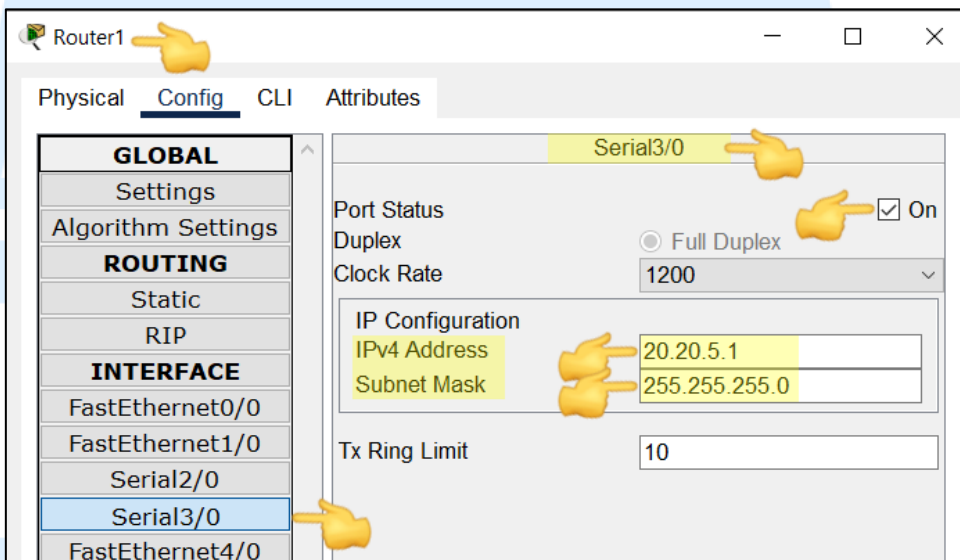 Router1
Physical Config CLI Attributes
GLOBAL
Settings
Algorithm Settings
ROUTING
Static
RIP
INTERFACE
FastEthernet0/0
FastEthernet1/0
Serial2/0
Serial3/0
FastEthernet4/0
Serial3/0
Port Status On
Duplex Full Duplex
Clock Rate 1200
IP Configuration
IPv4 Address 20.20.5.1
Subnet Mask 255.255.255.0
Tx Ring Limit 10